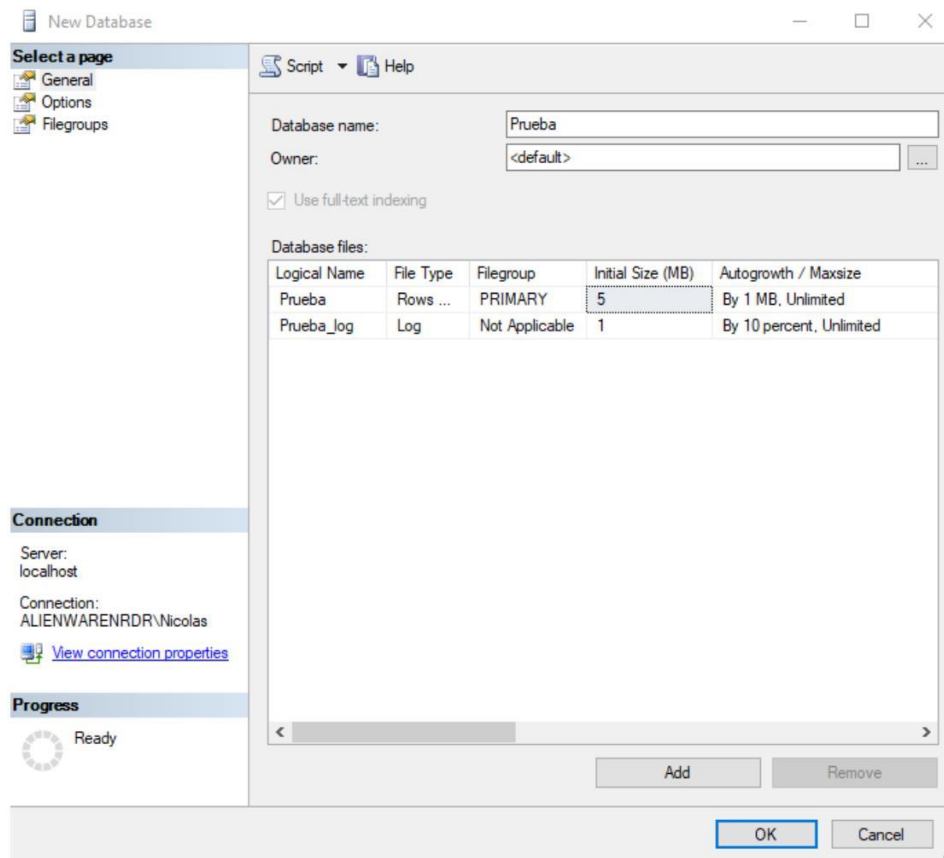 New Database
Select a page
General
Options
Filegroups
Script
Help
Database name:
Prueba
Owner:
<default>
...
Use full-text indexing
Database files:
Logical Name File Type Filegroup Initial Size (MB) Autogrowth / Maxsize
Prueba Rows ... PRIMARY 5 By 1 MB, Unlimited
Prueba_log Log Not Applicable 1 By 10 percent, Unlimited
Connection
Server:
localhost
Connection:
ALIENWARENRDR\Nicolas
View connection properties
Progress
Ready
Add
Remove
OK
Cancel